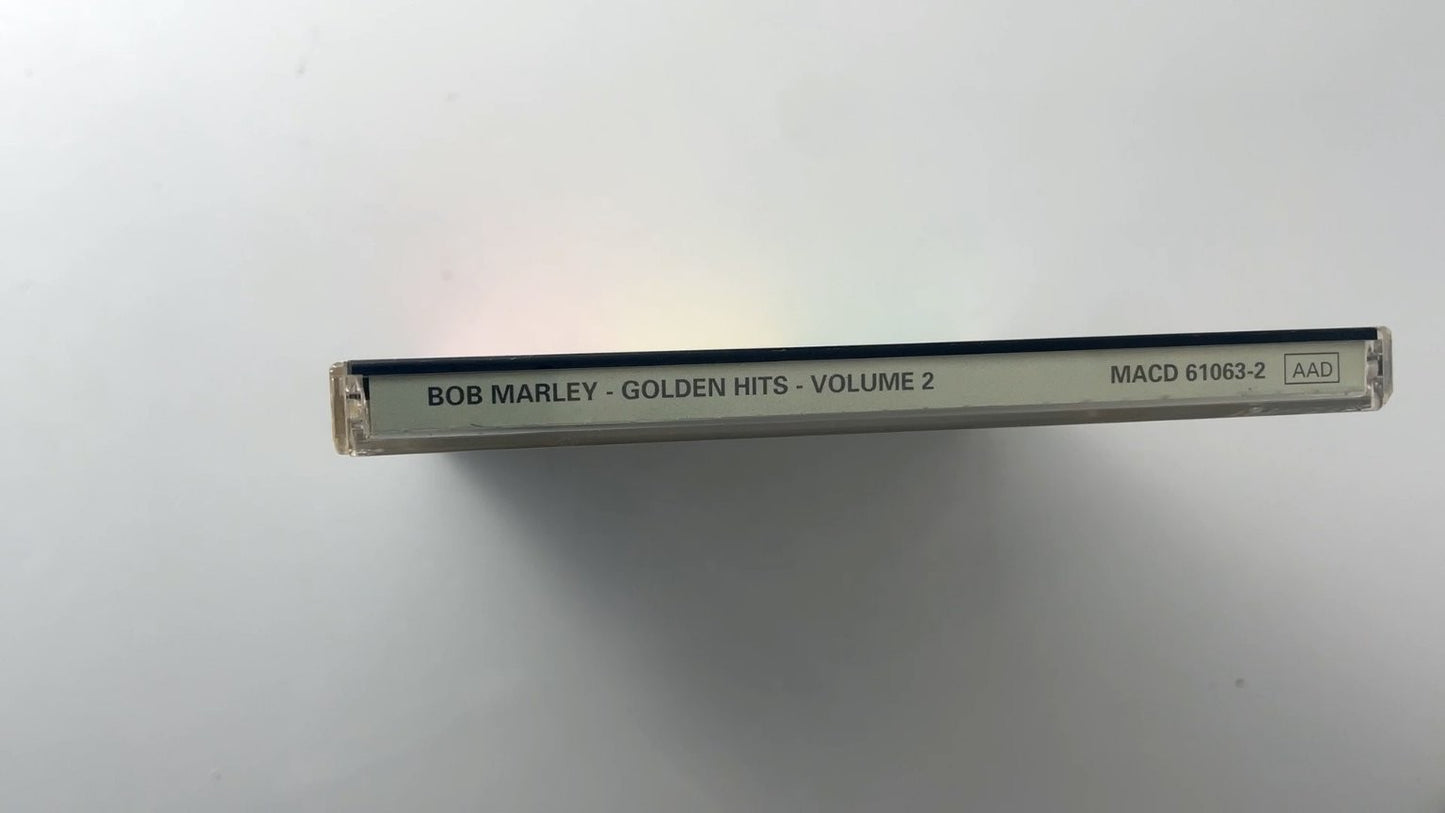 BOB MARLEY - GOLDEN HITS - VOLUME 2 MACD 61063-2 AAD